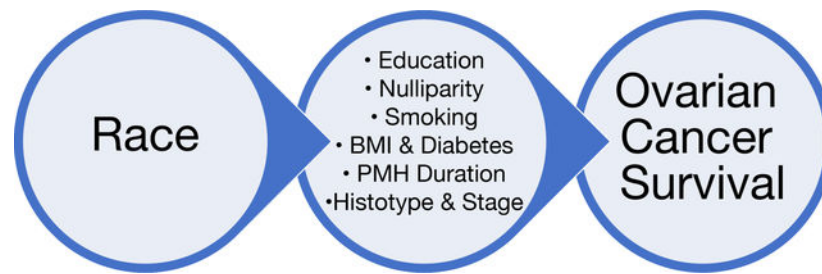 Race
• Education
• Nulliparity
• Smoking
• BMI & Diabetes
• PMH Duration
•Histotype & Stage
Ovarian
Cancer
Survival